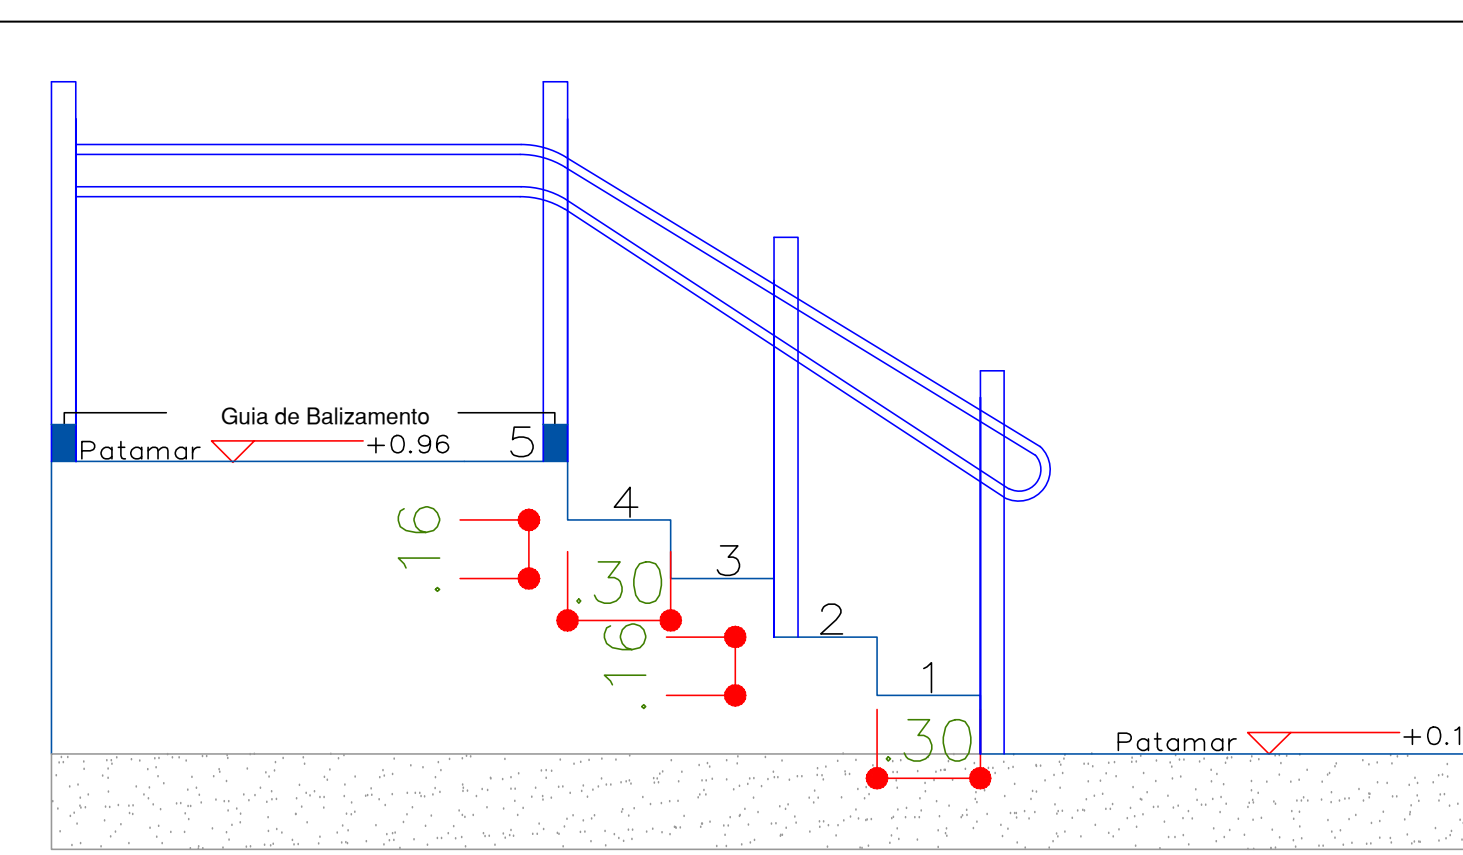 Guia de Balizamento
Patamar +0.96 5
4
.16
3
.30
2
.16
1
.30
Patamar +0.1